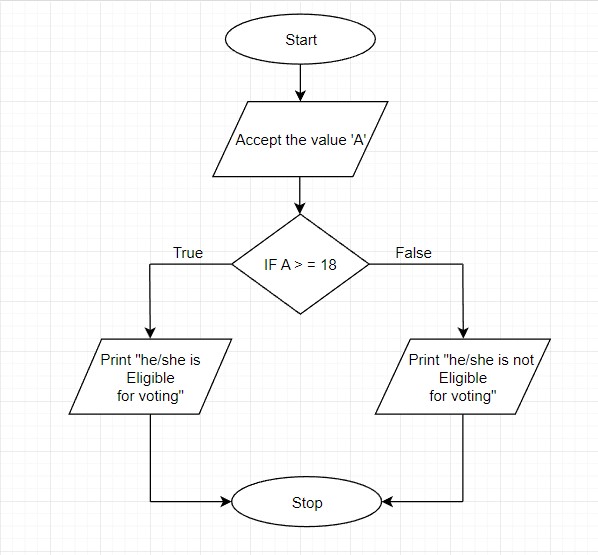 Start
Accept the value 'A'
IF A > = 18
True
False
Print "he/she is
Eligible
for voting"
Print "he/she is not
Eligible
for voting"
Stop